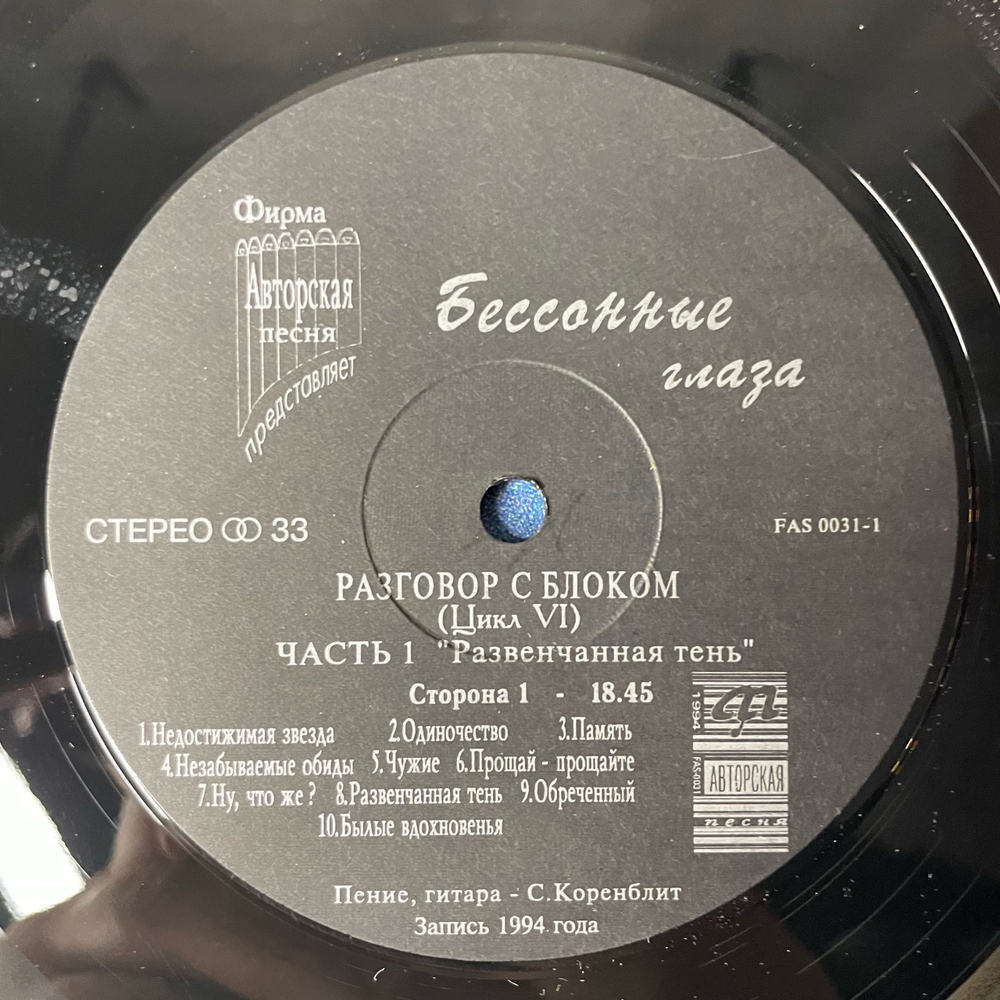 Фирма
Авторская
песня
представляет
Бессонные
глаза
СТЕРЕО 33
FAS 0031-1
РАЗГОВОР С БЛОКОМ
(Цикл VI)
ЧАСТЬ 1 "Развенчанная тень"
Сторона 1 - 18.45
1.Недостижимая звезда 2.Одиночество 3.Память
4.Незабываемые обиды 5.Чужие 6.Прощай - прощайте
7.Ну, что же? 8.Развенчанная тень 9.Обреченный
10.Былые вдохновенья
1994
ап
FAS-0031
АВТОРСКАЯ
песня
Пение, гитара - С.Коренблит
Запись 1994 года